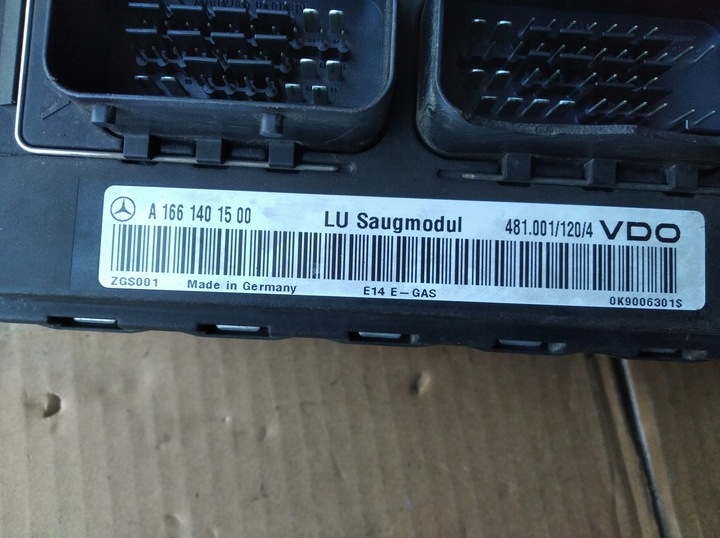 A 166 140 15 00 LU Saugmodul 481.001/120/4 VDO
ZGS001 Made in Germany E14 E-GAS 0K9006301S